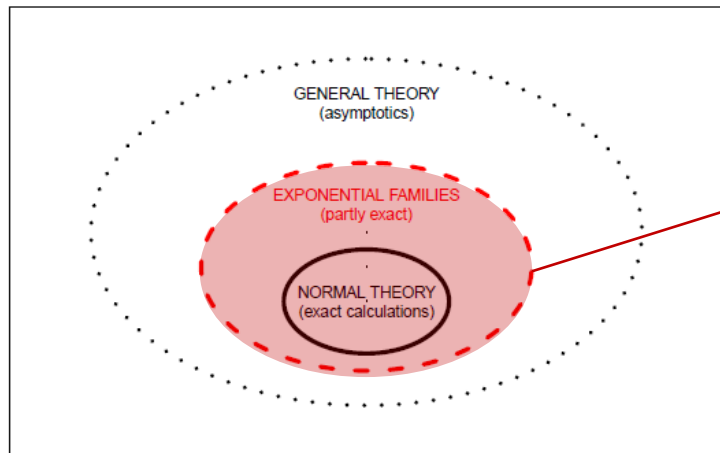 GENERAL THEORY
(asymptotics)
EXPONENTIAL FAMILIES
(partly exact)
NORMAL THEORY
(exact calculations)